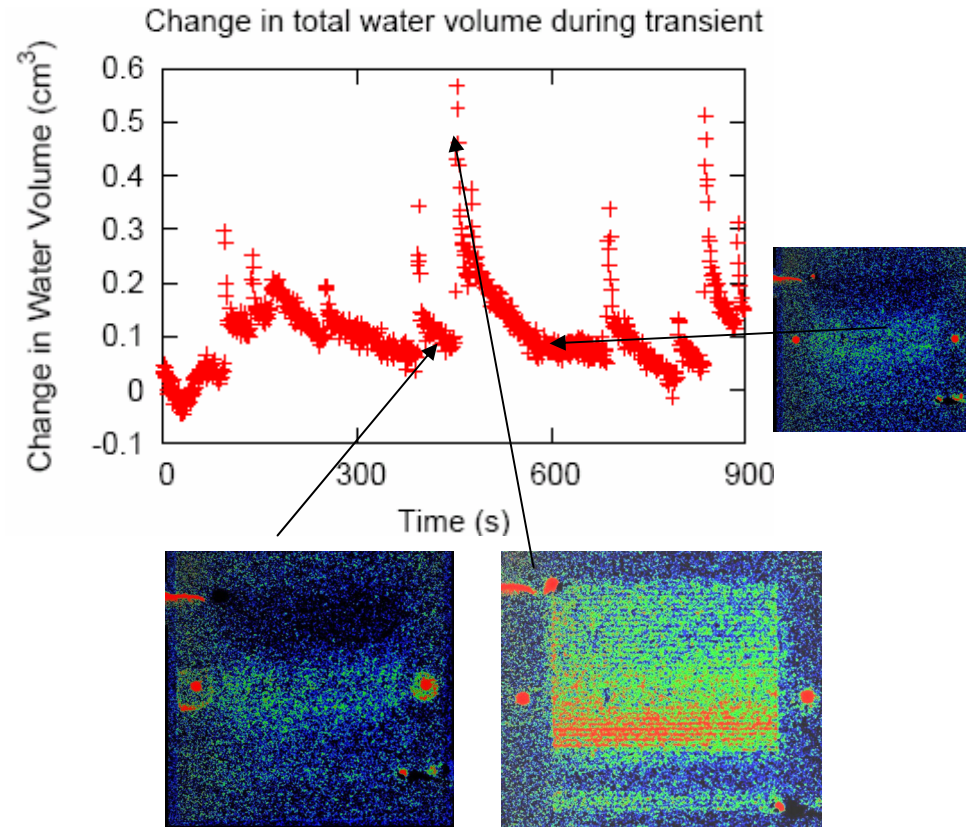 Change in total water volume during transient
Change in Water Volume (cm³)
0.6
0.5
0.4
0.3
0.2
0.1
0
-0.1
0 300 600 900
Time (s)